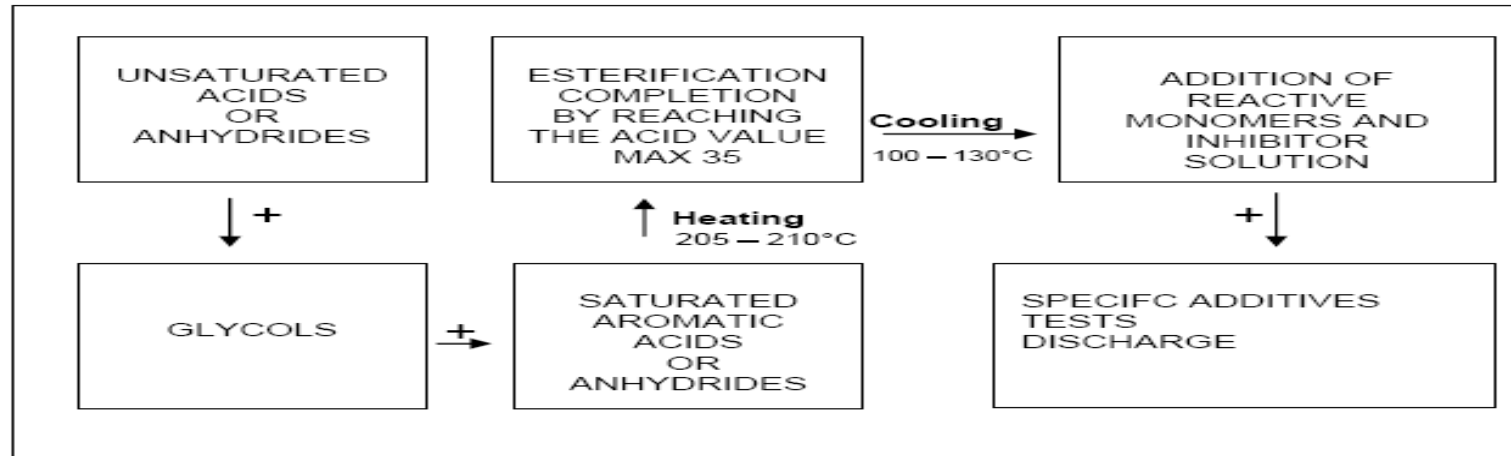 UNSATURATED
ACIDS
OR
ANHYDRIDES
+
GLYCOLS
+
SATURATED
AROMATIC
ACIDS
OR
ANHYDRIDES
Heating
205 – 210°C
ESTERIFICATION
COMPLETION
BY REACHING
THE ACID VALUE
MAX 35
Cooling
100 – 130°C
ADDITION OF
REACTIVE
MONOMERS AND
INHIBITOR
SOLUTION
+
SPECIFC ADDITIVES
TESTS
DISCHARGE